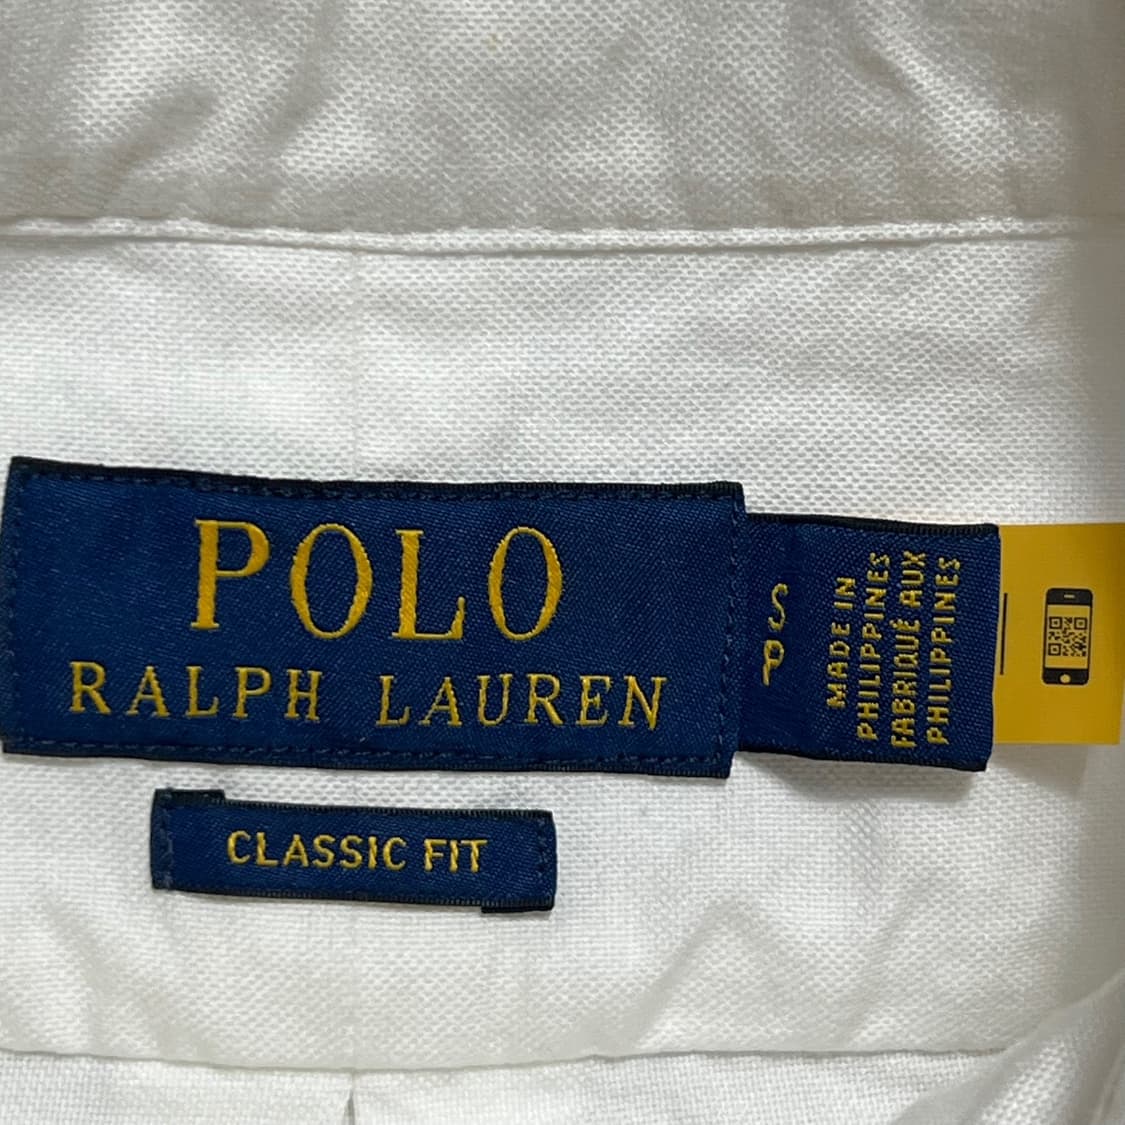 POLO
RALPH LAUREN
S
P
MADE IN
PHILIPPINES
FABRIQUÉ AUX
PHILIPPINES
CLASSIC FIT